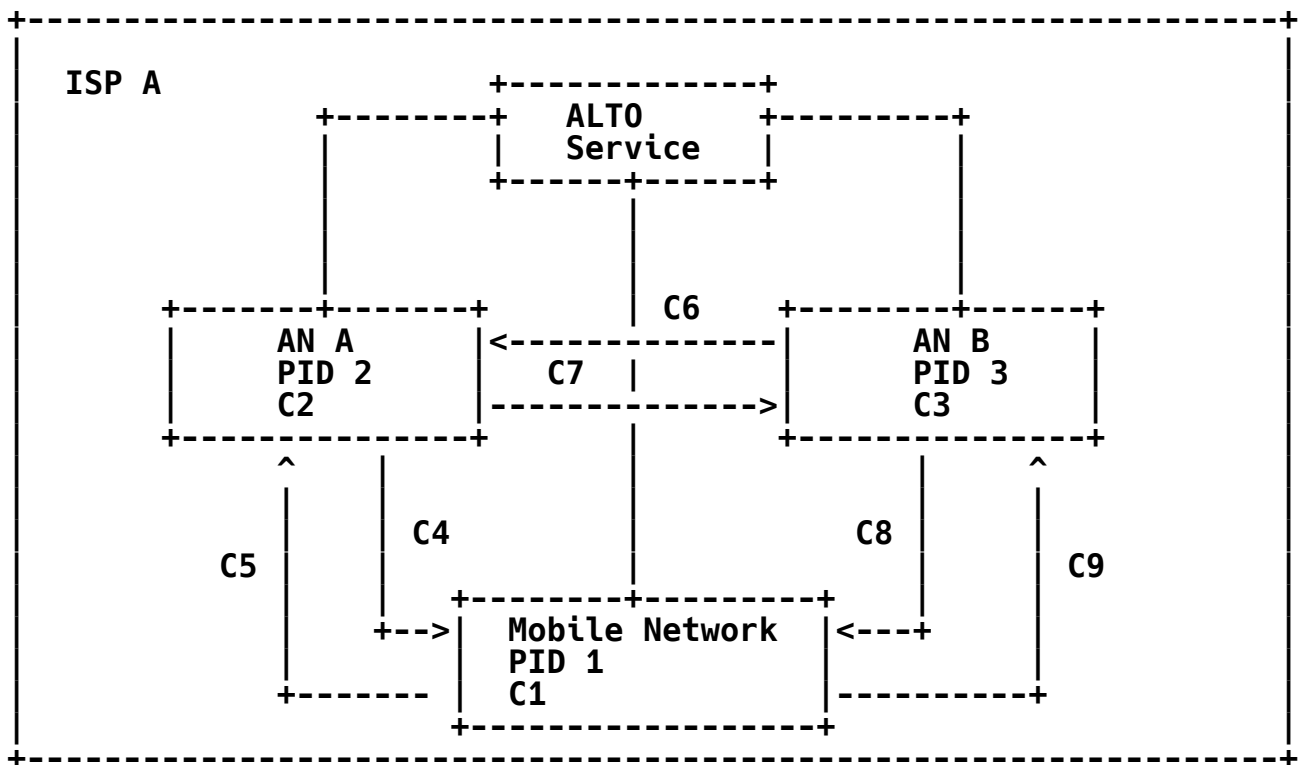 ISP A
ALTO
Service
C6
AN A
AN B
PID 2
C7
PID 3
C2
C3
C4
C8
C5
C9
Mobile Network
PID 1
C1